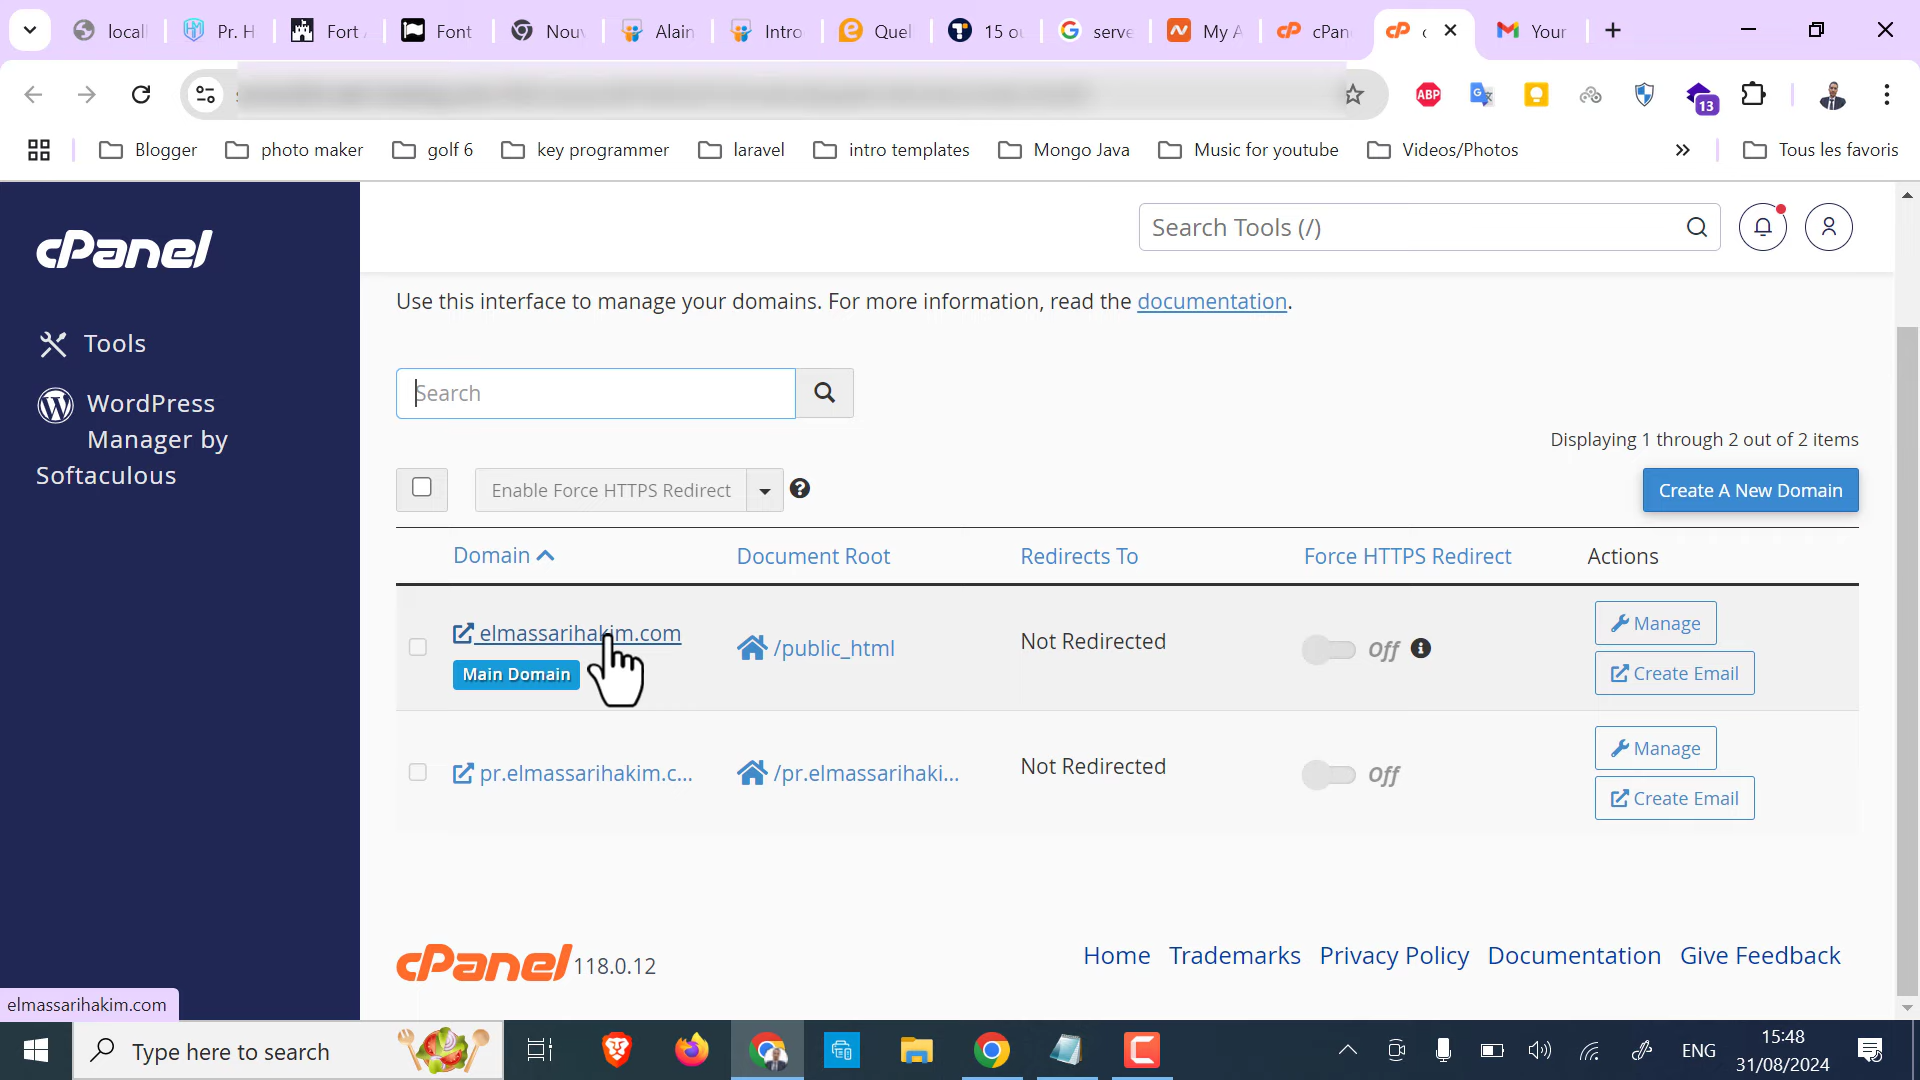 locall
Pr. H
Fort A
Font
Nouv
Alain
Intro
Quel
15 ou
serve
My A
cPan
Your
ABP
13
Blogger
photo maker
golf 6
key programmer
laravel
intro templates
Mongo Java
Music for youtube
Videos/Photos
Tous les favoris
cPanel
Search Tools (/)
Tools
WordPress
Manager by
Softaculous
Use this interface to manage your domains. For more information, read the documentation.
Search
Displaying 1 through 2 out of 2 items
Enable Force HTTPS Redirect
Create A New Domain
Domain
Document Root
Redirects To
Force HTTPS Redirect
Actions
elmassarihakim.com
Main Domain
/public_html
Not Redirected
Off
Manage
Create Email
pr.elmassarihakim.c...
/pr.elmassarihaki...
Not Redirected
Off
Manage
Create Email
cPanel 118.0.12
Home
Trademarks
Privacy Policy
Documentation
Give Feedback
elmassarihakim.com
Type here to search
ENG
15:48
31/08/2024